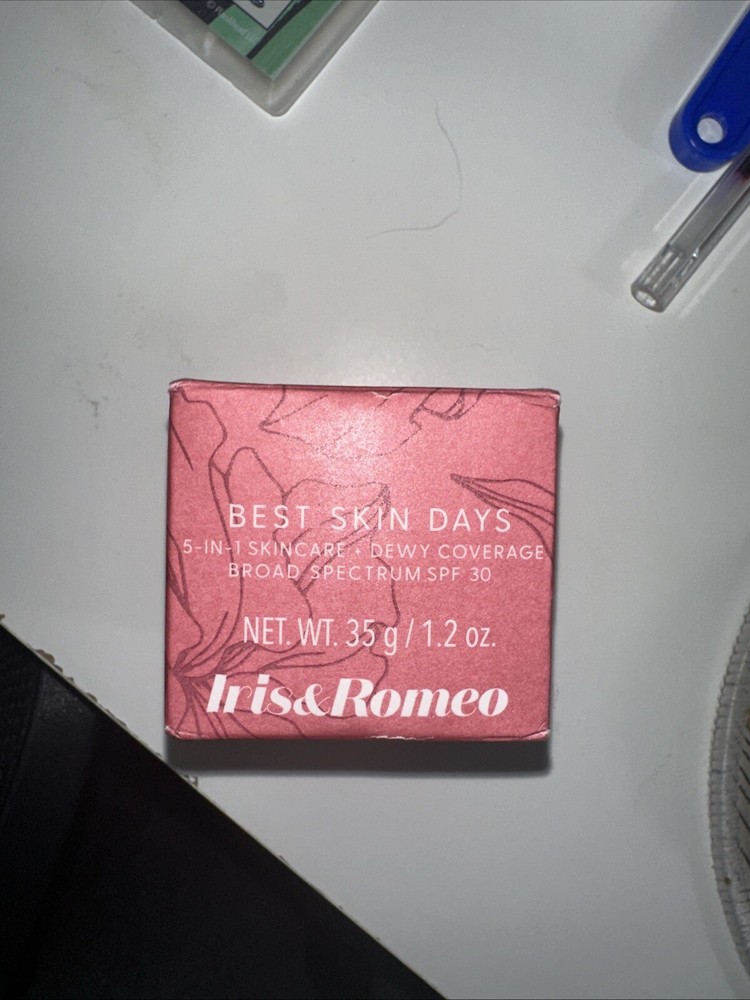 BEST SKIN DAYS
5-IN-1 SKINCARE + DEWY COVERAGE
BROAD SPECTRUM SPF 30
NET. WT. 35 g / 1.2 oz.
Iris&Romeo